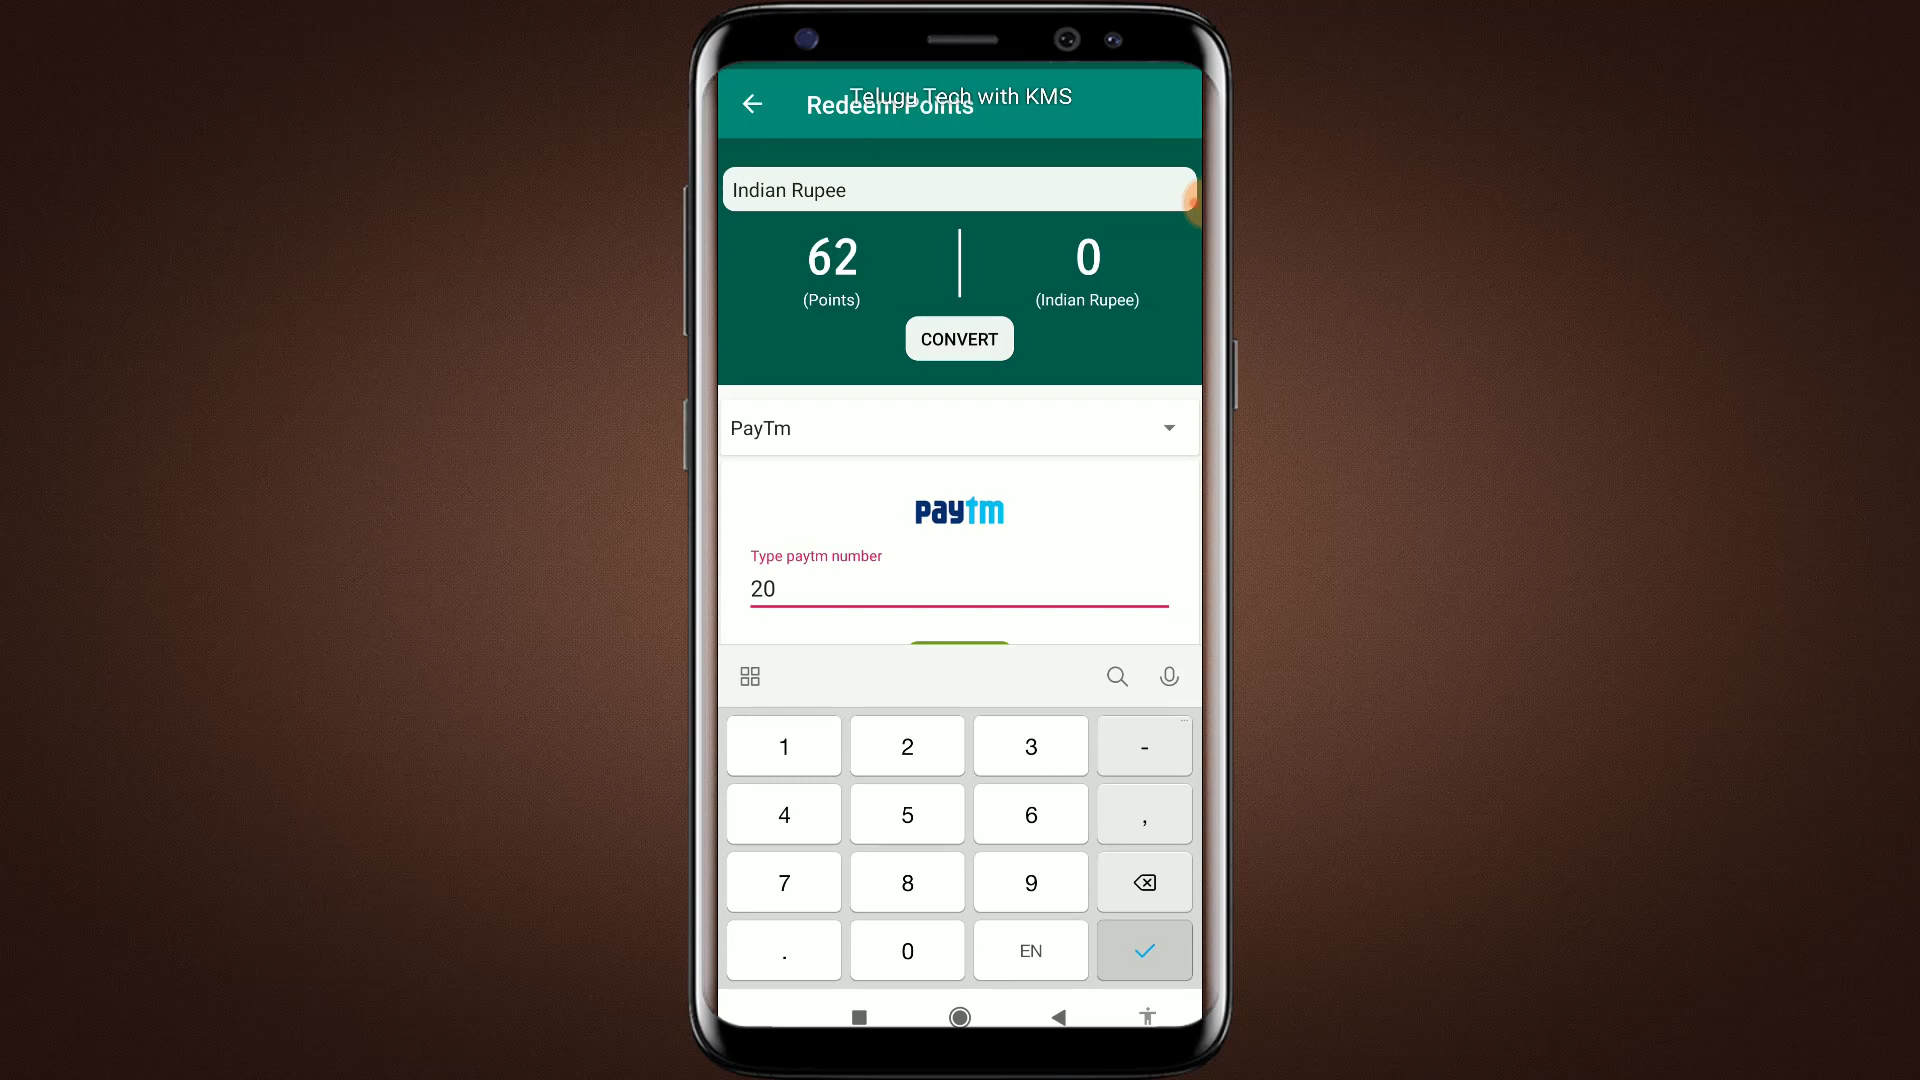 Telugu Tech with KMS
Redeem Points
Indian Rupee
62
0
(Points)
(Indian Rupee)
CONVERT
PayTm
paytm
Type paytm number
20
1 2 3 -
4 5 6 ,
7 8 9
. 0 EN